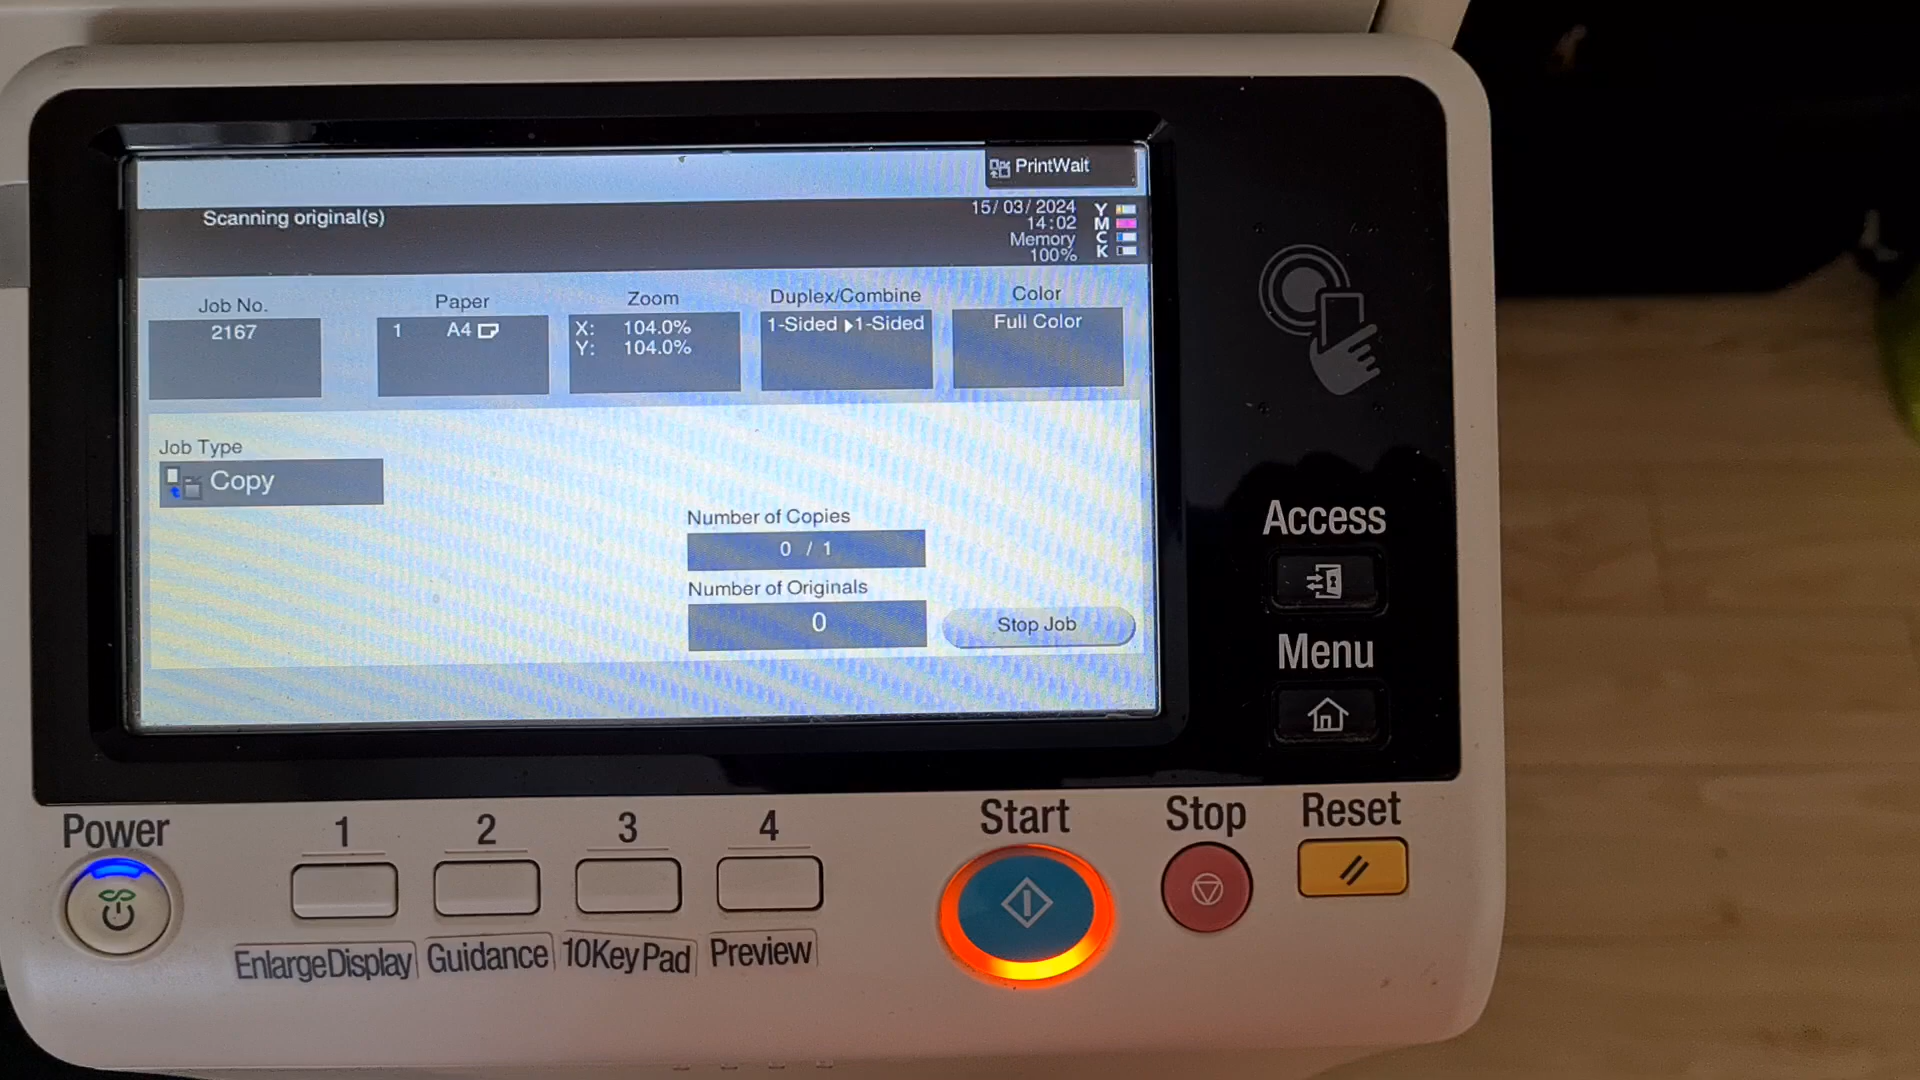 PrintWait
Scanning original(s)
15/03/2024
14:02
Memory
100%
Y
M
C
K
Job No.
2167
Paper
1 A4
Zoom
X: 104.0%
Y: 104.0%
Duplex/Combine
1-Sided ▶1-Sided
Color
Full Color
Job Type
Copy
Number of Copies
0 / 1
Number of Originals
0
Stop Job
Access
Menu
Power
1
2
3
4
Start
Stop
Reset
EnlargeDisplay
Guidance
10KeyPad
Preview